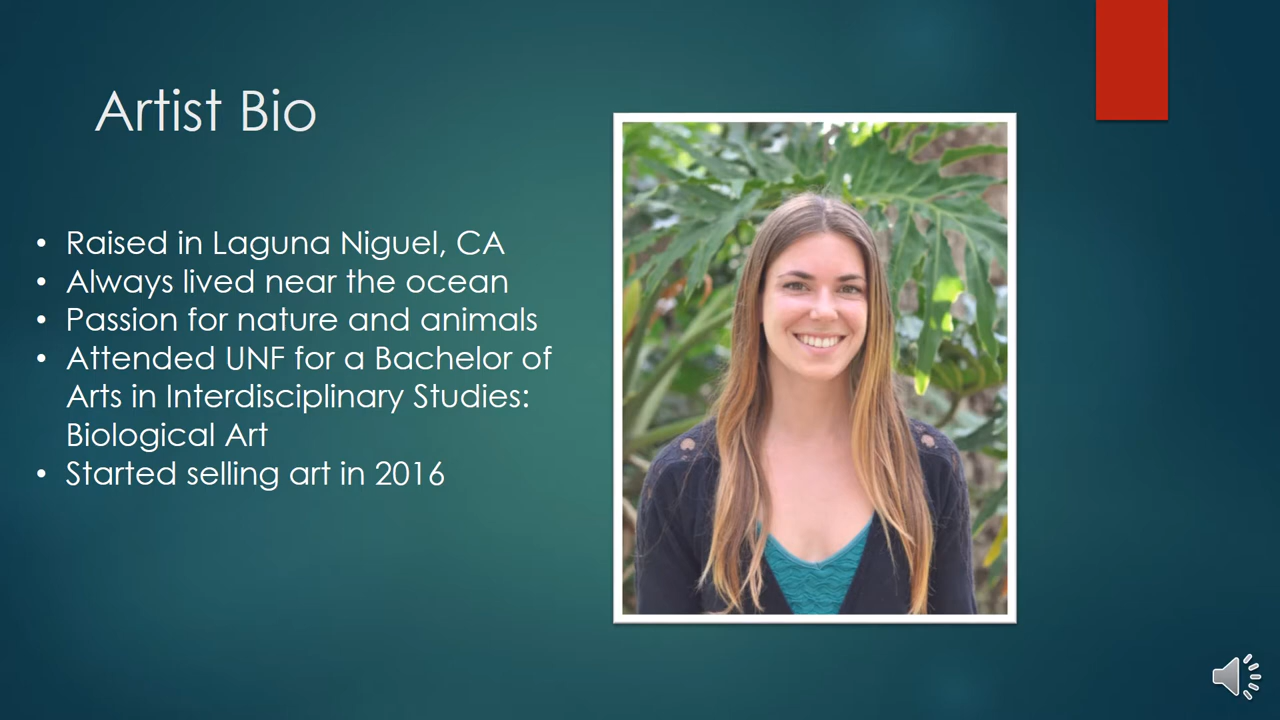 Artist Bio
• Raised in Laguna Niguel, CA
• Always lived near the ocean
• Passion for nature and animals
• Attended UNF for a Bachelor of
Arts in Interdisciplinary Studies:
Biological Art
• Started selling art in 2016